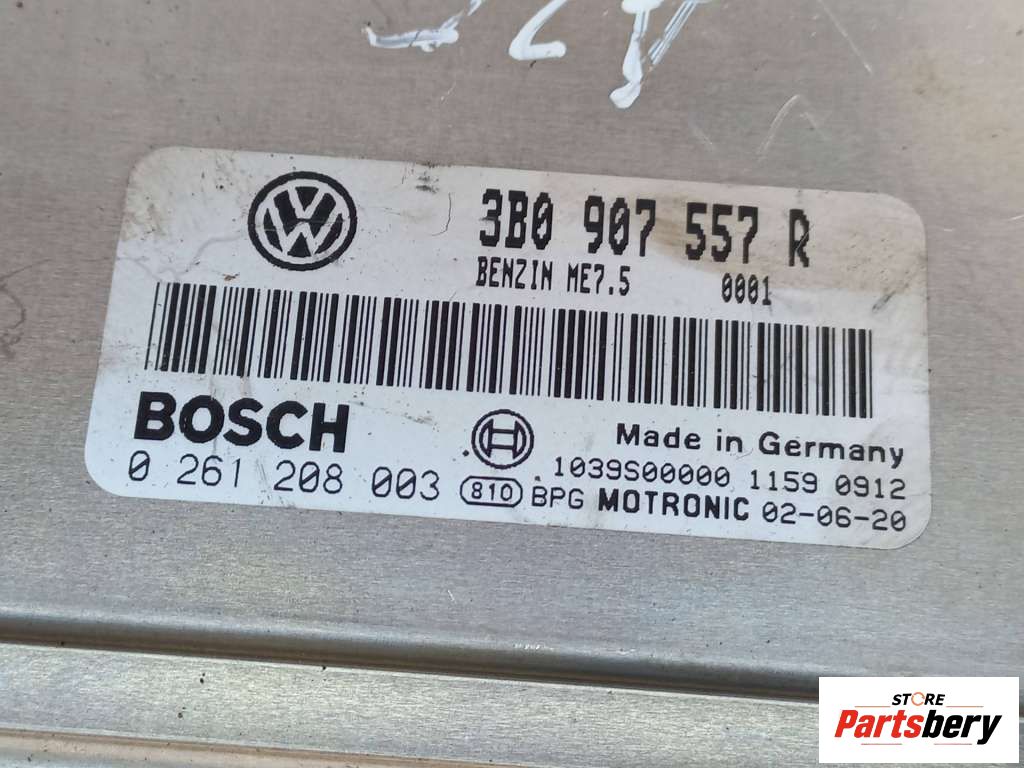 3B0 907 557 R
BENZIN ME7.5 0001
BOSCH
Made in Germany
0 261 208 003
.1039S00000 1159 0912
810 BPG MOTRONIC 02-06-20
STORE
Partsbery